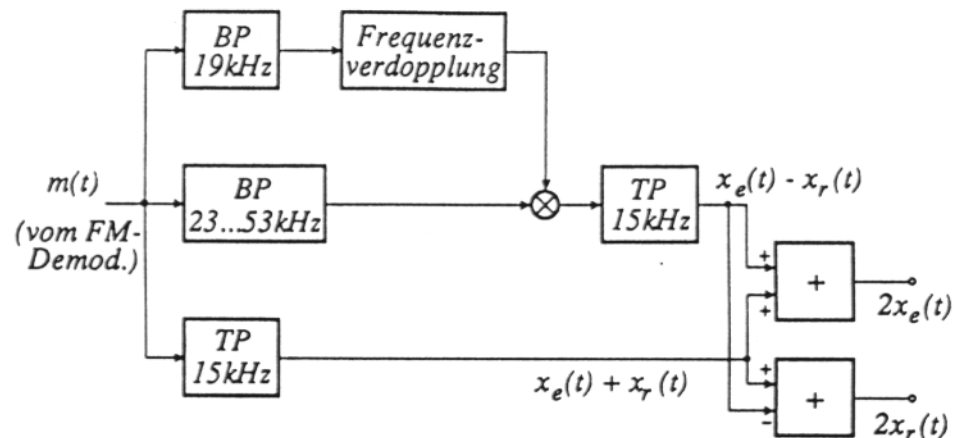 BP
19kHz
Frequenz-
verdopplung
m(t)
(vom FM-
Demod.)
BP
23...53kHz
TP
15kHz
x_e(t) - x_r(t)
+
+
+
2x_e(t)
TP
15kHz
x_e(t) + x_r(t)
+
-
+
2x_r(t)